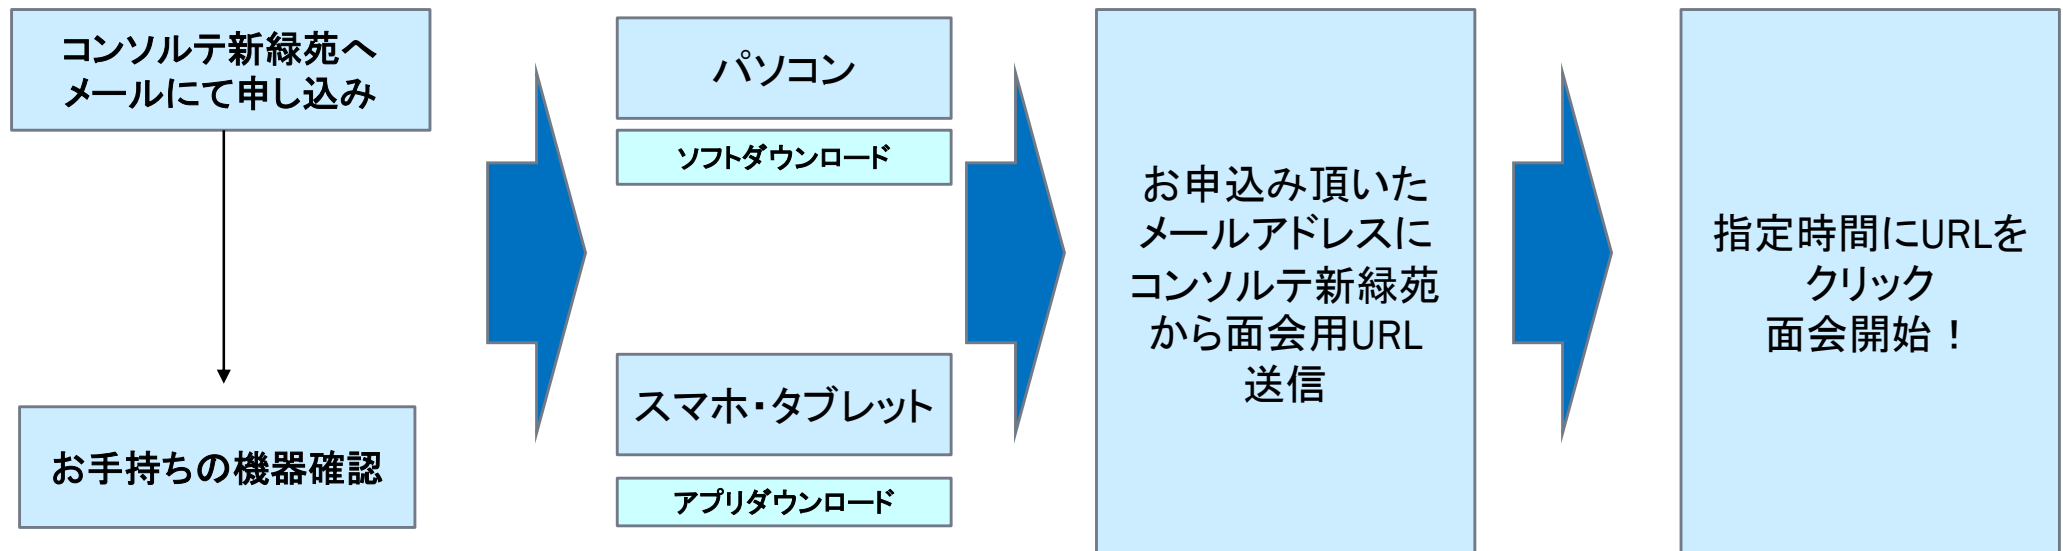 コンソルテ新緑苑へ
メールにて申し込み
お手持ちの機器確認
パソコン
ソフトダウンロード
スマホ・タブレット
アプリダウンロード
お申込み頂いた
メールアドレスに
コンソルテ新緑苑
から面会用URL
送信
指定時間にURLを
クリック
面会開始！